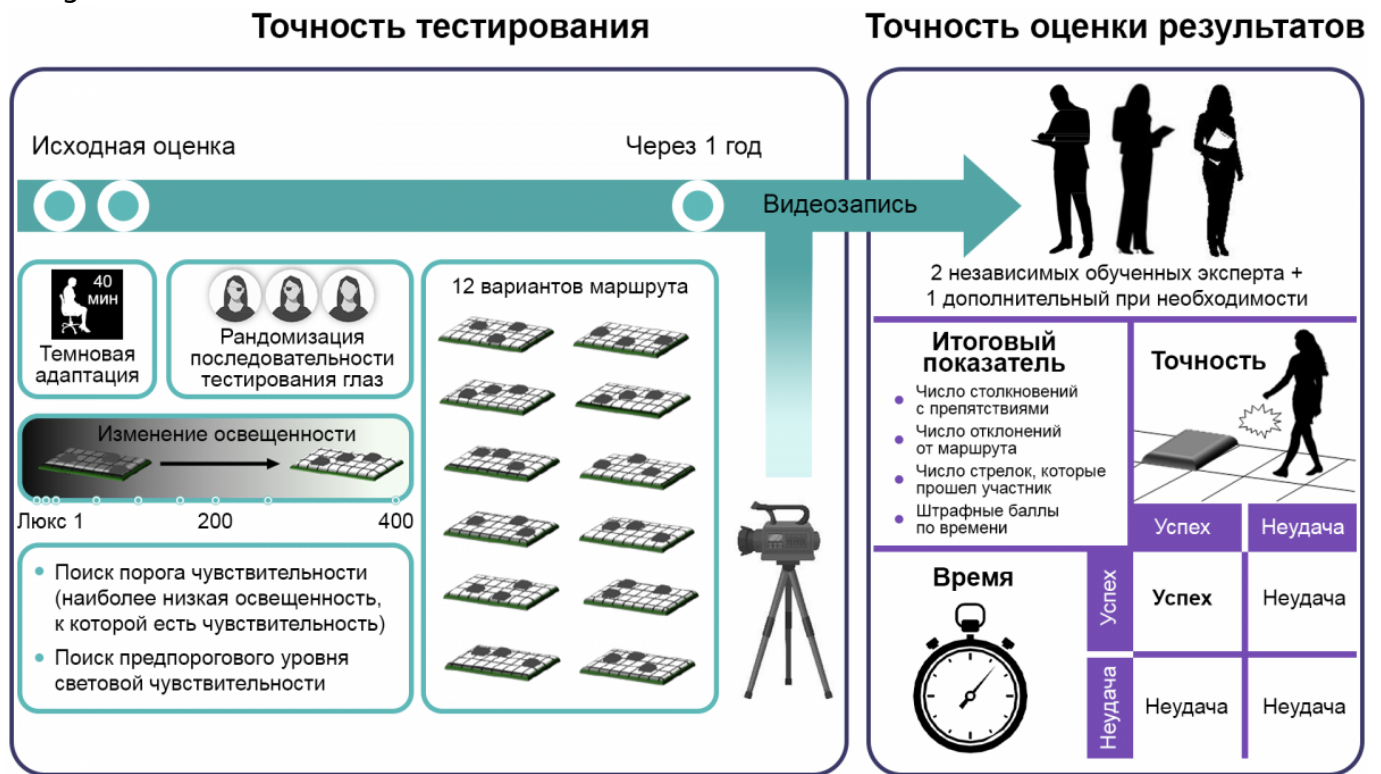 Точность тестирования
Точность оценки результатов
Исходная оценка
Через 1 год
Видеозапись
40
мин
Темновая
адаптация
Рандомизация
последовательности
тестирования глаз
12 вариантов маршрута
Изменение освещенности
Люкс 1
200
400
Поиск порога чувствительности
(наиболее низкая освещенность,
к которой есть чувствительность)
Поиск предпорогового уровня
световой чувствительности
2 независимых обученных эксперта +
1 дополнительный при необходимости
Итоговый
показатель
Число столкновений
с препятствиями
Число отклонений
от маршрута
Число стрелок, которые
прошел участник
Штрафные баллы
по времени
Точность
Успех
Неудача
Время
Успех
Успех
Неудача
Неудача
Неудача
Неудача